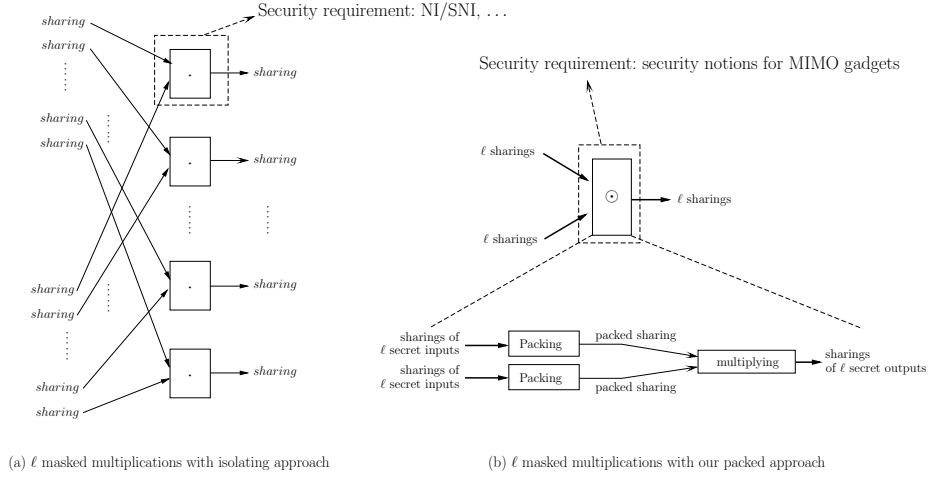 Security requirement: NI/SNI, ...
sharing
sharing
sharing
sharing
sharing
sharing
sharing
sharing
·
sharing
·
sharing
·
sharing
·
sharing
(a) ℓ masked multiplications with isolating approach
Security requirement: security notions for MIMO gadgets
ℓ sharings
ℓ sharings
⊙
ℓ sharings
sharings of
ℓ secret inputs
sharings of
ℓ secret inputs
Packing
Packing
packed sharing
packed sharing
multiplying
sharings
of ℓ secret outputs
(b) ℓ masked multiplications with our packed approach